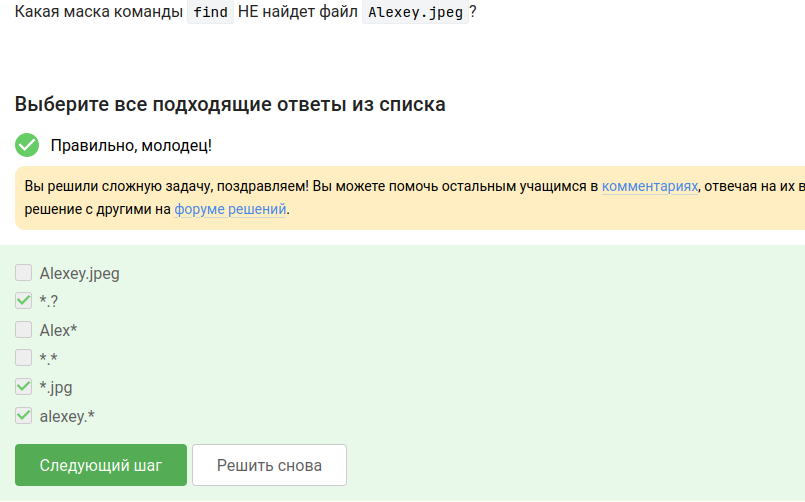 Какая маска команды find НЕ найдет файл Alexey.jpeg?
Выберите все подходящие ответы из списка
Правильно, молодец!
Вы решили сложную задачу, поздравляем! Вы можете помочь остальным учащимся в комментариях, отвечая на их в
решение с другими на форуме решений.
Alexey.jpeg
*.?
Alex*
*.*
*.jpg
alexey.*
Следующий шаг
Решить снова